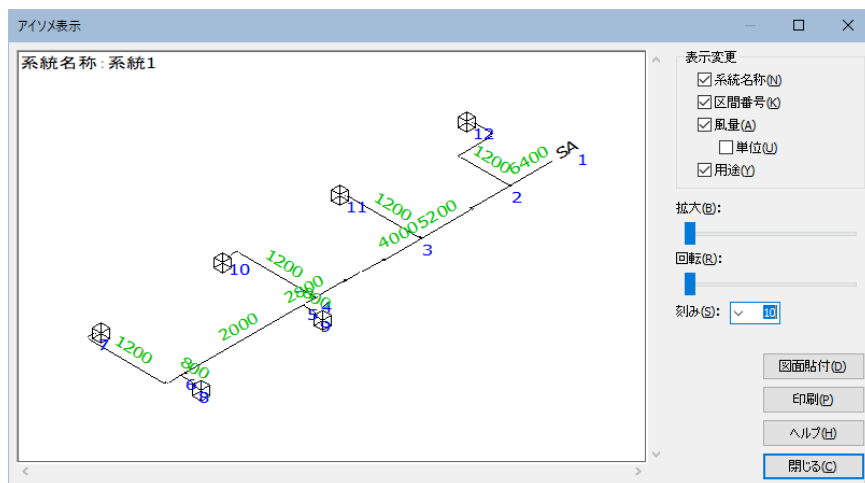 アイソメ表示
系統名称:系統1
12
1200
6400
SA
1
2
11
1200
4000
5200
3
10
1200
2800
800
4
5
9
2000
7
1200
800
6
8
表示変更
系統名称(N)
区間番号(K)
風量(A)
単位(U)
用途(Y)
拡大(B):
回転(R):
刻み(S):
10
図面貼付(D)
印刷(P)
ヘルプ(H)
閉じる(C)